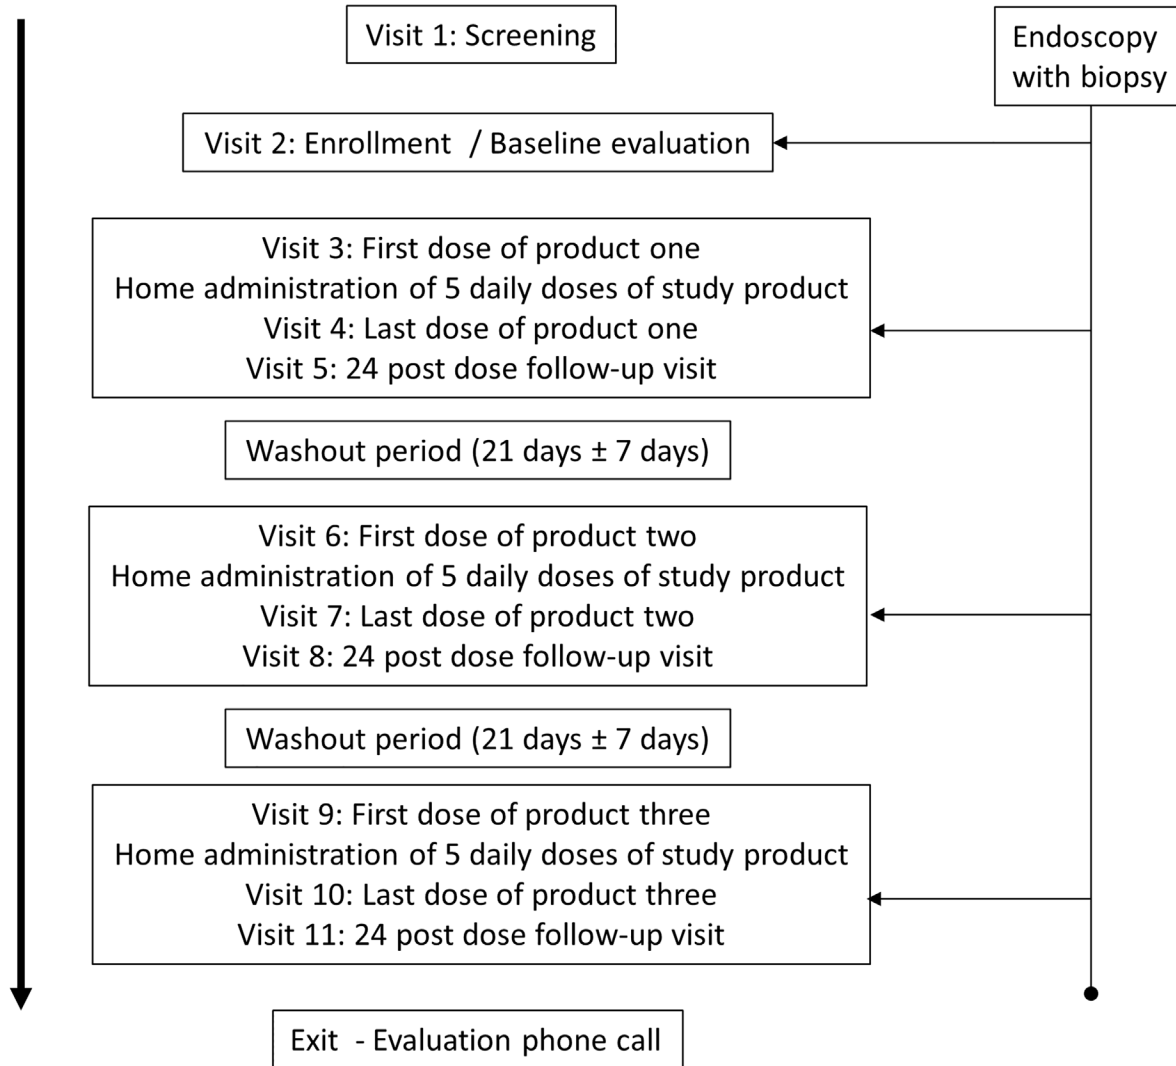 Visit 1: Screening
Endoscopy
with biopsy
Visit 2: Enrollment / Baseline evaluation
Visit 3: First dose of product one
Home administration of 5 daily doses of study product
Visit 4: Last dose of product one
Visit 5: 24 post dose follow-up visit
Washout period (21 days ± 7 days)
Visit 6: First dose of product two
Home administration of 5 daily doses of study product
Visit 7: Last dose of product two
Visit 8: 24 post dose follow-up visit
Washout period (21 days ± 7 days)
Visit 9: First dose of product three
Home administration of 5 daily doses of study product
Visit 10: Last dose of product three
Visit 11: 24 post dose follow-up visit
Exit - Evaluation phone call